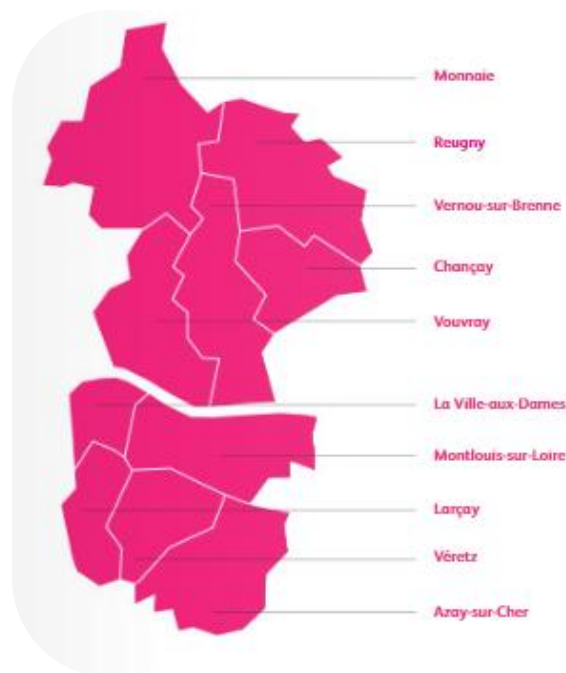 Monnaie
Reugny
Vernou-sur-Brenne
Chançay
Vouvray
La Ville-aux-Dames
Montlouis-sur-Loire
Larçay
Véretz
Azay-sur-Cher